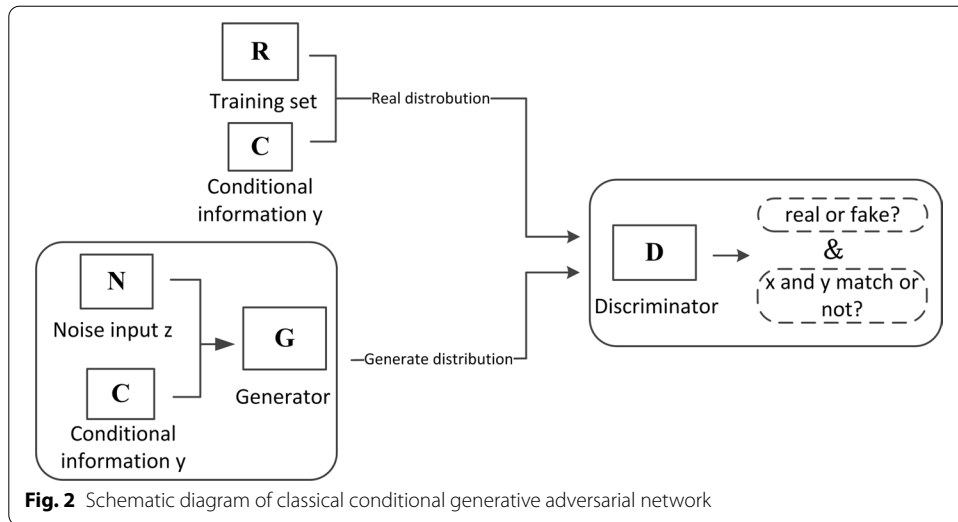 R
Training set
C
Conditional
information y
Real distrobution
N
Noise input z
C
Conditional
information y
G
Generator
Generate distribution
D
Discriminator
real or fake?
&
x and y match or
not?
Fig. 2 Schematic diagram of classical conditional generative adversarial network